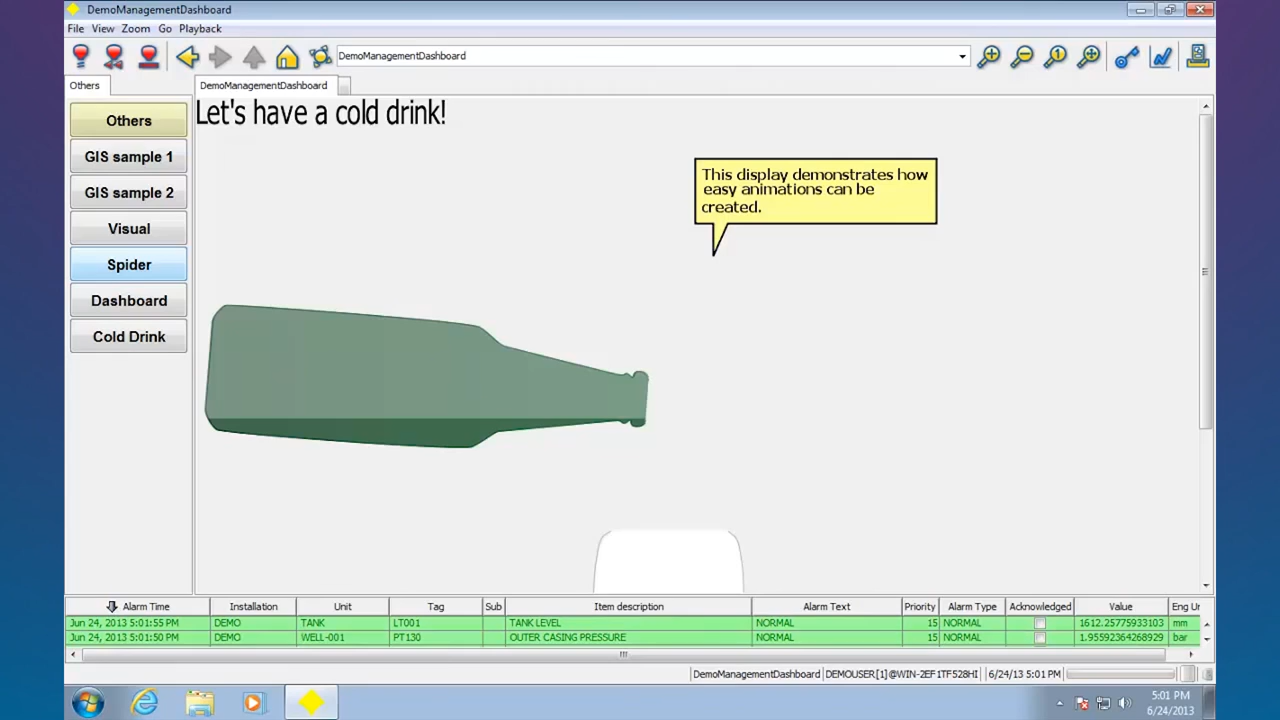 DemoManagementDashboard
File View Zoom Go Playback
DemoManagementDashboard
Others
DemoManagementDashboard
Others
GIS sample 1
GIS sample 2
Visual
Spider
Dashboard
Cold Drink
Let's have a cold drink!
This display demonstrates how
easy animations can be
created.
Alarm Time Installation Unit Tag Sub Item description Alarm Text Priority Alarm Type Acknowledged Value Eng Ur
Jun 24, 2013 5:01:55 PM DEMO TANK LT001 TANK LEVEL NORMAL 15 NORMAL 1612.25775933103 mm
Jun 24, 2013 5:01:50 PM DEMO WELL-001 PT130 OUTER CASING PRESSURE NORMAL 15 NORMAL 1.95592364268929 bar
DemoManagementDashboard DEMOUSER[1]@WIN-2EF1TF528HI 6/24/13 5:01 PM
5:01 PM
6/24/2013